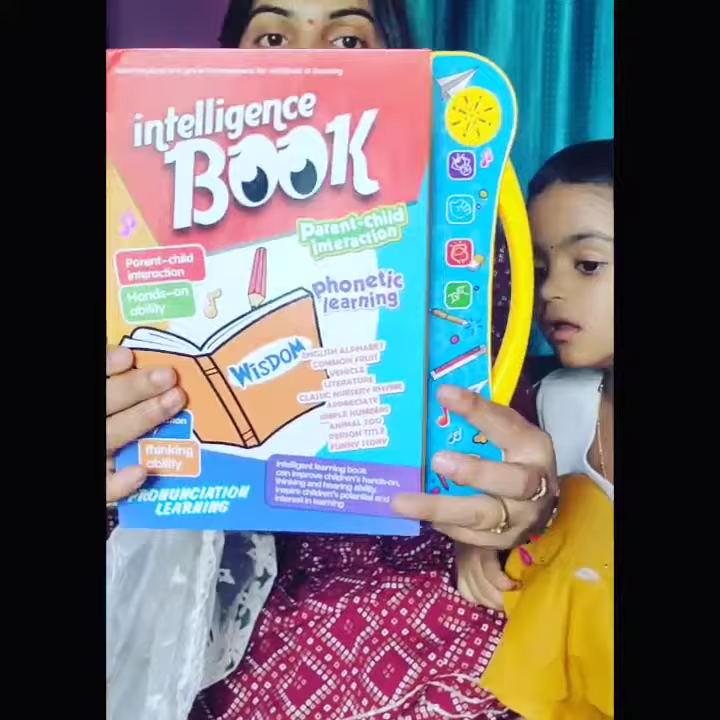 intelligence
BOOK
Parent-child
interaction
Parent-child
interaction
Hands-on
ability
phonetic
learning
WISDOM
ENGLISH ALPHABET
COMMON FRUIT
VEHICLE
LITERATURE
CLASSIC NURSERY RHYME
APPRECIATE
SIMPLE NUMBERS
ANIMAL ZOO
PERSON TITLE
FUNNY STORY
thinking
ability
PRONUNCIATION
LEARNING
intelligent learning book
can improve children's hands-on,
thinking and hearing ability,
inspire children's potential and
interest in learning